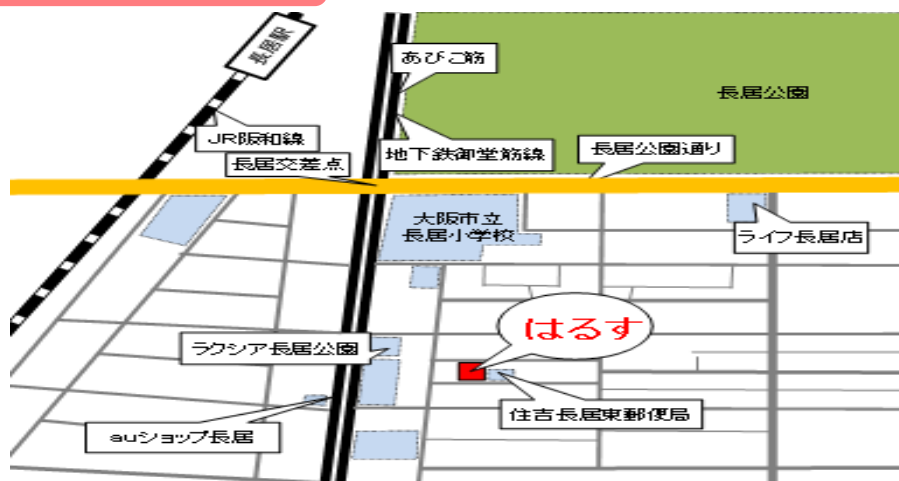 長居駅
あびこ筋
長居公園
JR阪和線
地下鉄御堂筋線
長居公園通り
長居交差点
大阪市立
長居小学校
ライフ長居店
はるす
ラクシア長居公園
住吉長居東郵便局
auショップ長居